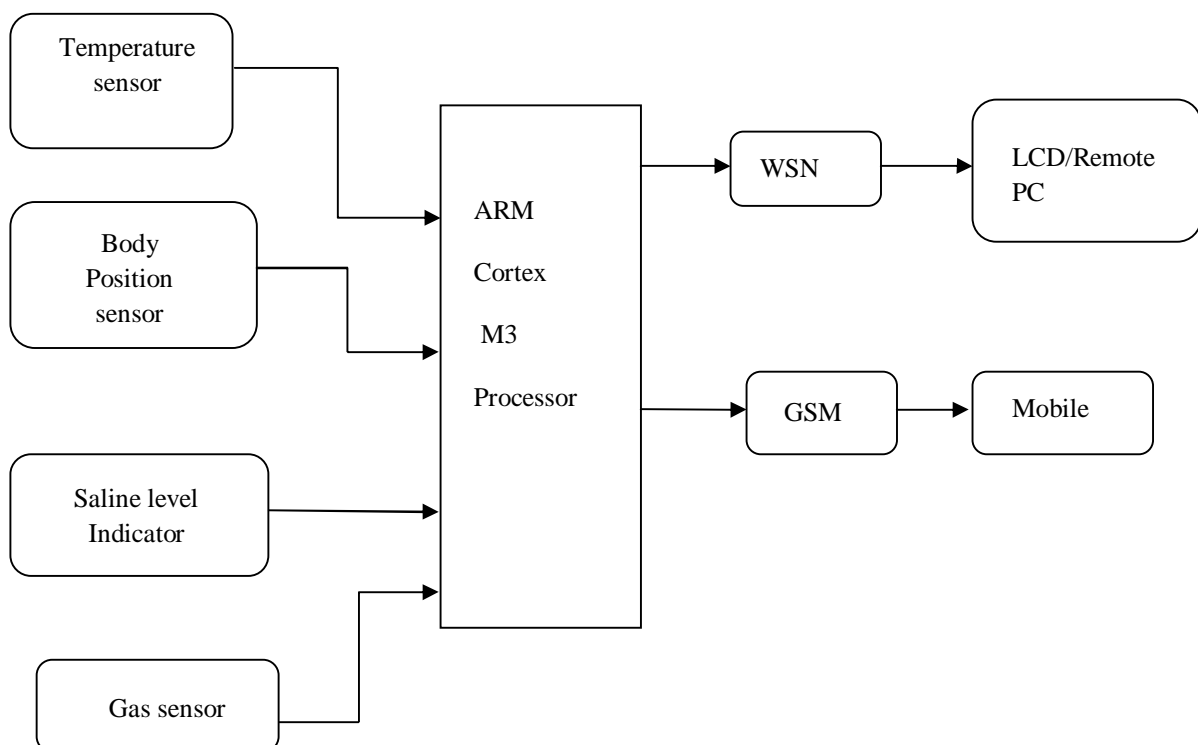 Temperature
sensor
Body
Position
sensor
Saline level
Indicator
Gas sensor
ARM
Cortex
M3
Processor
WSN
LCD/Remote
PC
GSM
Mobile